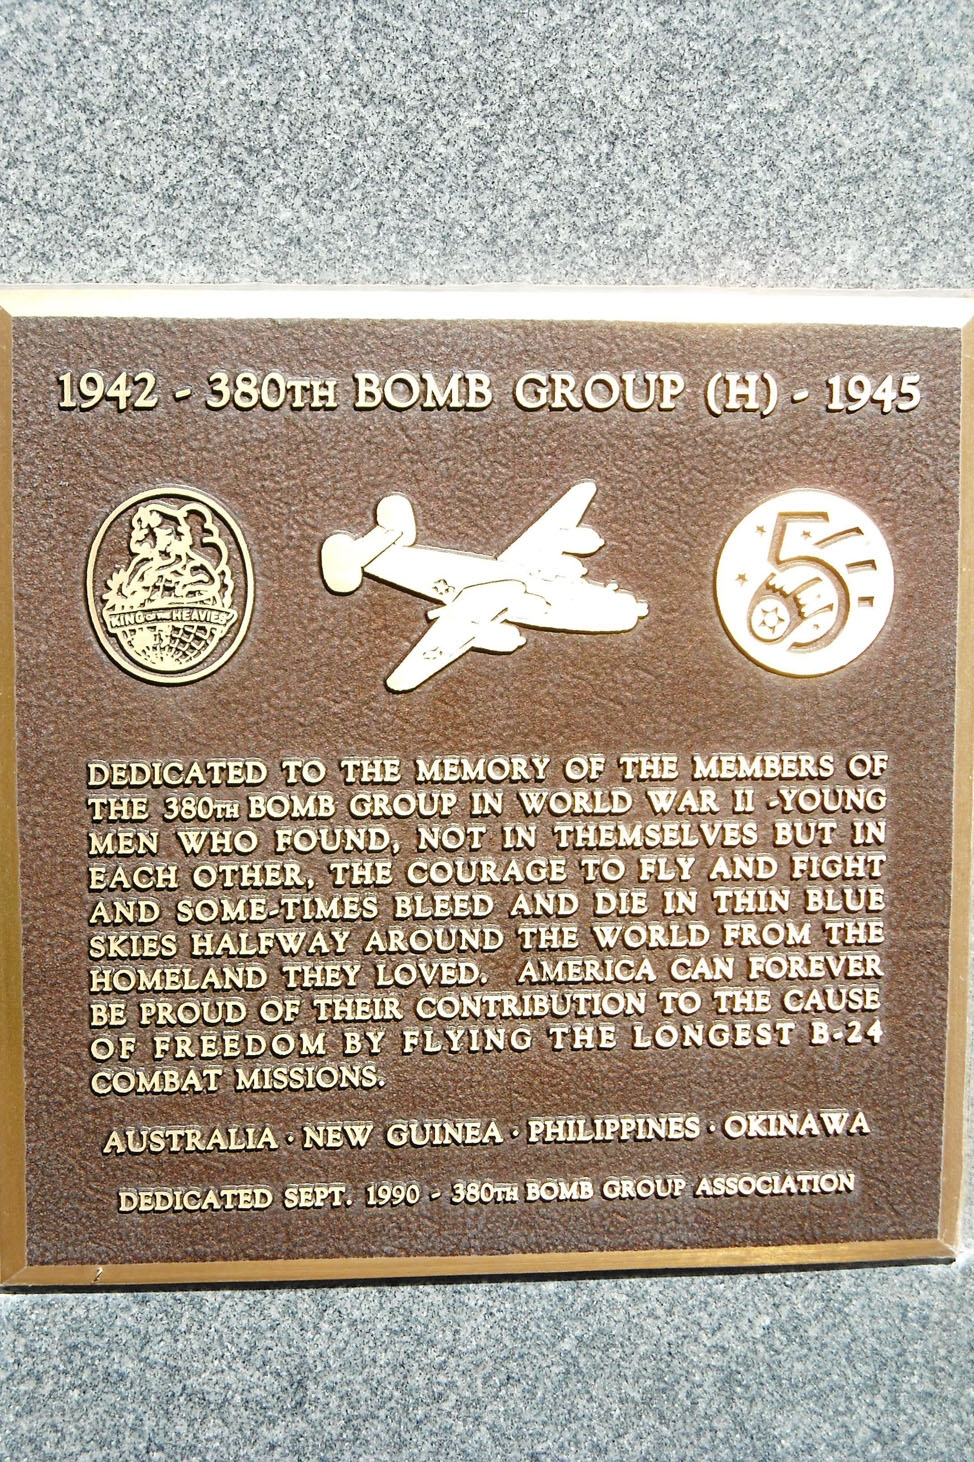 1942 - 380TH BOMB GROUP (H) - 1945
KING OF THE HEAVIES
5
DEDICATED TO THE MEMORY OF THE MEMBERS OF
THE 380TH BOMB GROUP IN WORLD WAR II -YOUNG
MEN WHO FOUND, NOT IN THEMSELVES BUT IN
EACH OTHER, THE COURAGE TO FLY AND FIGHT
AND SOME-TIMES BLEED AND DIE IN THIN BLUE
SKIES HALFWAY AROUND THE WORLD FROM THE
HOMELAND THEY LOVED. AMERICA CAN FOREVER
BE PROUD OF THEIR CONTRIBUTION TO THE CAUSE
OF FREEDOM BY FLYING THE LONGEST B-24
COMBAT MISSIONS.
AUSTRALIA · NEW GUINEA · PHILIPPINES · OKINAWA
DEDICATED SEPT. 1990 - 380TH BOMB GROUP ASSOCIATION